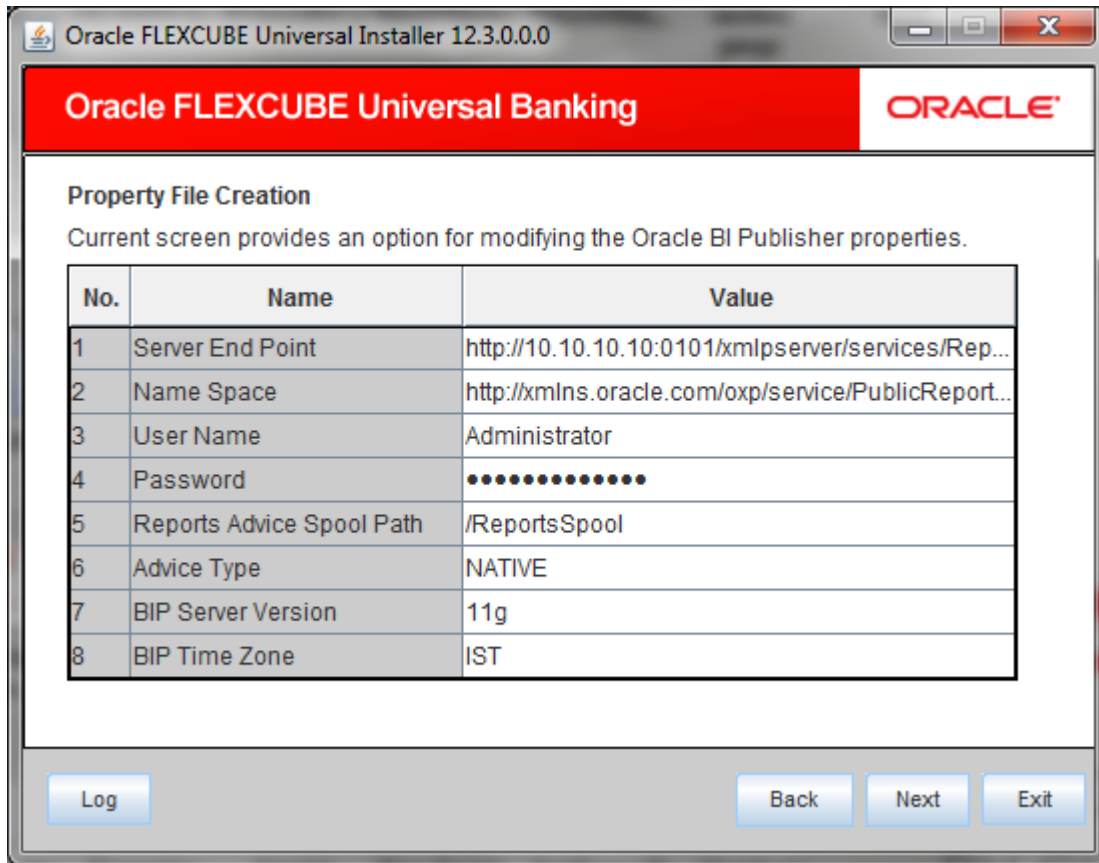 Oracle FLEXCUBE Universal Installer 12.3.0.0.0
Oracle FLEXCUBE Universal Banking
ORACLE
Property File Creation
Current screen provides an option for modifying the Oracle BI Publisher properties.
No. Name Value
1 Server End Point http://10.10.10.10:0101/xmlpserver/services/Rep...
2 Name Space http://xmlns.oracle.com/oxp/service/PublicReport...
3 User Name Administrator
4 Password •••••••••••••
5 Reports Advice Spool Path /ReportsSpool
6 Advice Type NATIVE
7 BIP Server Version 11g
8 BIP Time Zone IST
Log Back Next Exit